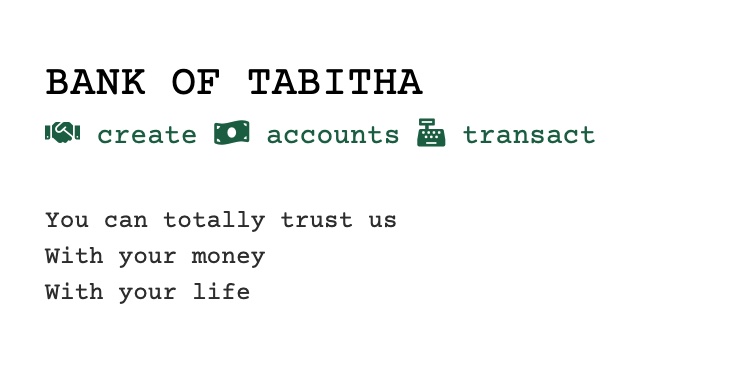 BANK OF TABITHA
create accounts transact
You can totally trust us
With your money
With your life